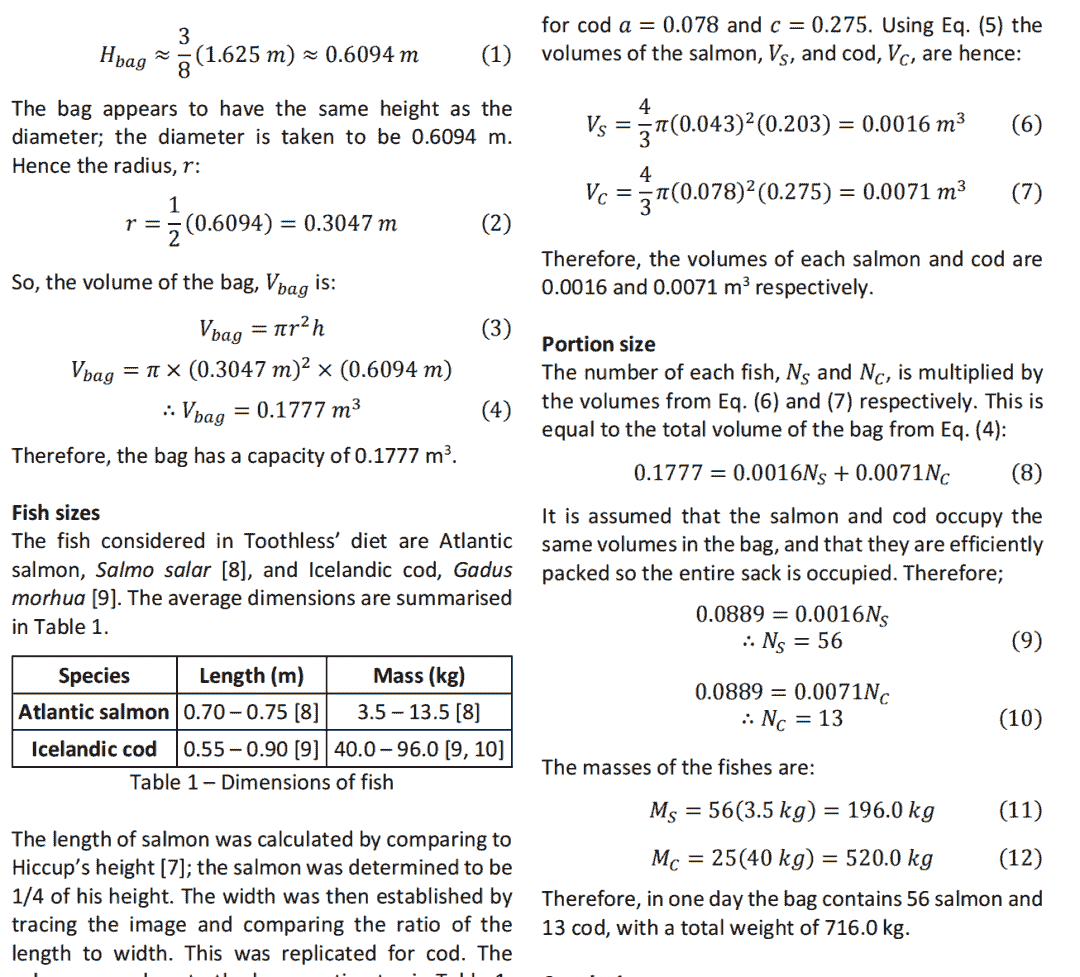 H_bag ≈ 3/8 (1.625 m) ≈ 0.6094 m (1)
The bag appears to have the same height as the
diameter; the diameter is taken to be 0.6094 m.
Hence the radius, r:
r = 1/2 (0.6094) = 0.3047 m (2)
So, the volume of the bag, V_bag is:
V_bag = πr²h (3)
V_bag = π × (0.3047 m)² × (0.6094 m)
∴ V_bag = 0.1777 m³ (4)
Therefore, the bag has a capacity of 0.1777 m³.
Fish sizes
The fish considered in Toothless' diet are Atlantic
salmon, Salmo salar [8], and Icelandic cod, Gadus
morhua [9]. The average dimensions are summarised
in Table 1.
Species Length (m) Mass (kg)
Atlantic salmon 0.70 – 0.75 [8] 3.5 – 13.5 [8]
Icelandic cod 0.55 – 0.90 [9] 40.0 – 96.0 [9, 10]
Table 1 – Dimensions of fish
The length of salmon was calculated by comparing to
Hiccup's height [7]; the salmon was determined to be
1/4 of his height. The width was then established by
tracing the image and comparing the ratio of the
length to width. This was replicated for cod. The
for cod a = 0.078 and c = 0.275. Using Eq. (5) the
volumes of the salmon, V_S, and cod, V_C, are hence:
V_S = 4/3 π(0.043)²(0.203) = 0.0016 m³ (6)
V_C = 4/3 π(0.078)²(0.275) = 0.0071 m³ (7)
Therefore, the volumes of each salmon and cod are
0.0016 and 0.0071 m³ respectively.
Portion size
The number of each fish, N_S and N_C, is multiplied by
the volumes from Eq. (6) and (7) respectively. This is
equal to the total volume of the bag from Eq. (4):
0.1777 = 0.0016N_S + 0.0071N_C (8)
It is assumed that the salmon and cod occupy the
same volumes in the bag, and that they are efficiently
packed so the entire sack is occupied. Therefore;
0.0889 = 0.0016N_S
∴ N_S = 56 (9)
0.0889 = 0.0071N_C
∴ N_C = 13 (10)
The masses of the fishes are:
M_S = 56(3.5 kg) = 196.0 kg (11)
M_C = 25(40 kg) = 520.0 kg (12)
Therefore, in one day the bag contains 56 salmon and
13 cod, with a total weight of 716.0 kg.